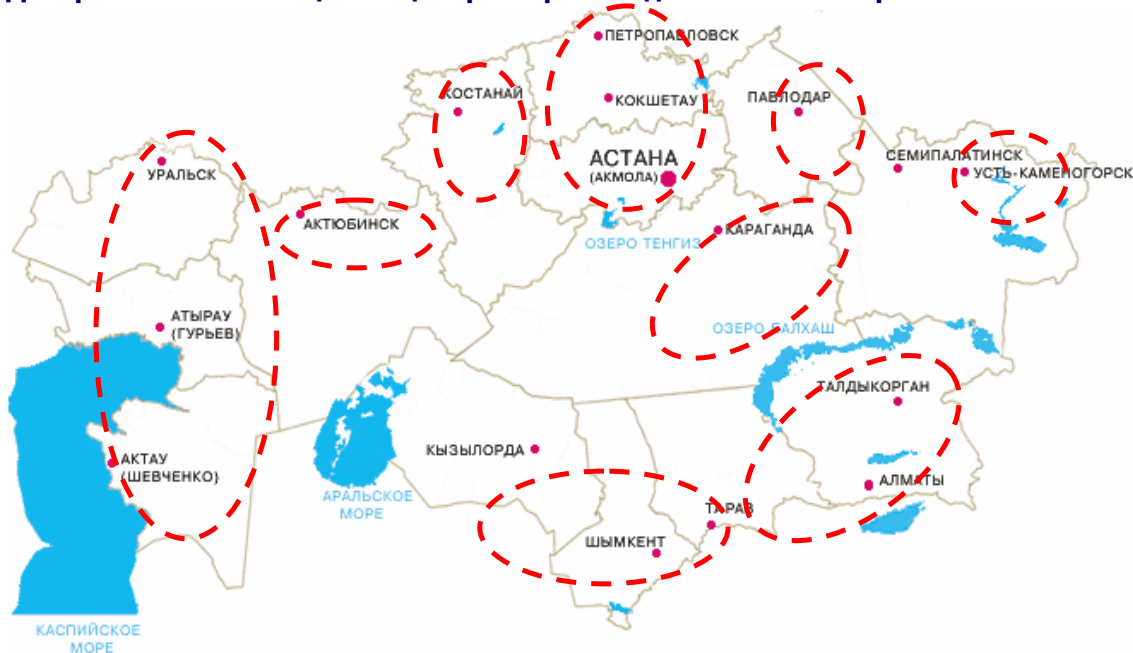 ПЕТРОПАВЛОВСК
КОСТАНАЙ
КОКШЕТАУ
ПАВЛОДАР
АСТАНА
(АКМОЛА)
СЕМИПАЛАТИНСК
УСТЬ-КАМЕНОГОРСК
УРАЛЬСК
АКТЮБИНСК
ОЗЕРО ТЕНГИЗ
КАРАГАНДА
АТЫРАУ
(ГУРЬЕВ)
ОЗЕРО БАЛХАШ
ТАЛДЫКОРГАН
КЫЗЫЛОРДА
АКТАУ
(ШЕВЧЕНКО)
АЛМАТЫ
АРАЛЬСКОЕ
МОРЕ
ТАРАЗ
ШЫМКЕНТ
КАСПИЙСКОЕ
МОРЕ